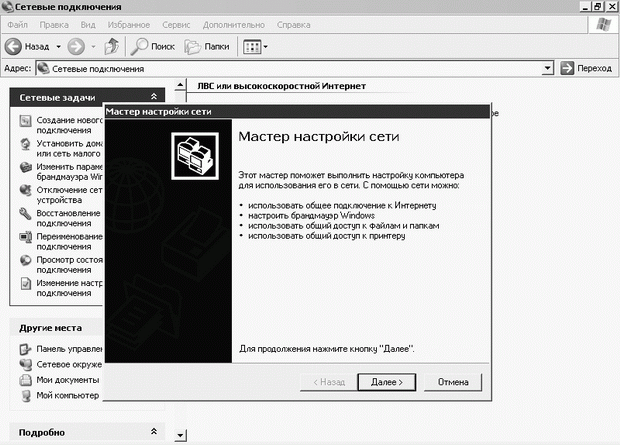 Сетевые подключения
Файл Правка Вид Избранное Сервис Дополнительно Справка
Назад Поиск Папки
Адрес: Сетевые подключения Переход
Сетевые задачи
Создание нового
подключения
Установить дома
или сеть малого
Изменить параме
брандмауэра Wi
Отключение сет
устройства
Восстановление
подключения
Переименование
подключения
Просмотр состоя
подключения
Изменение настр
подключения
Другие места
Панель управлен
Сетевое окруже
Мои документы
Мой компьютер
Подробно
ЛВС или высокоскоростной Интернет
Мастер настройки сети
Мастер настройки сети
Этот мастер поможет выполнить настройку компьютера
для использования его в сети. С помощью сети можно:
• использовать общее подключение к Интернету
• настроить брандмауэр Windows
• использовать общий доступ к файлам и папкам
• использовать общий доступ к принтеру
Для продолжения нажмите кнопку "Далее".
< Назад Далее > Отмена